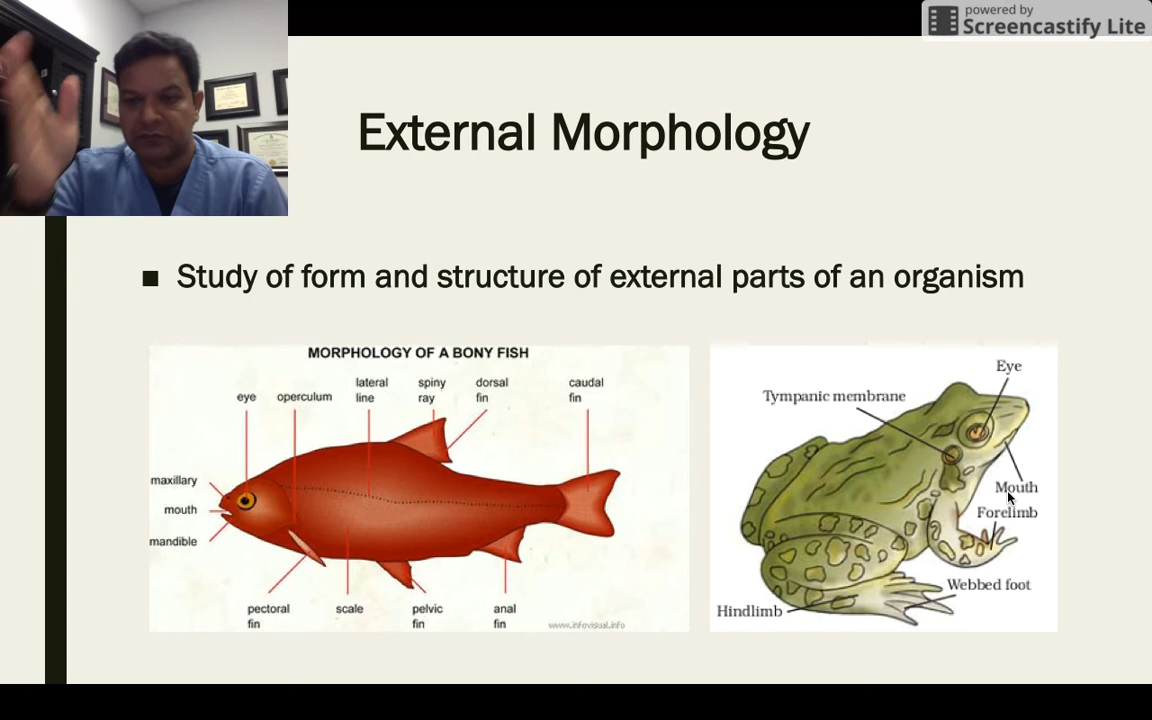 powered by
Screencastify Lite
External Morphology
■ Study of form and structure of external parts of an organism
MORPHOLOGY OF A BONY FISH
eye
operculum
lateral
line
spiny
ray
dorsal
fin
caudal
fin
maxillary
mouth
mandible
pectoral
fin
scale
pelvic
fin
anal
fin
www.infovisual.info
Eye
Tympanic membrane
Mouth
Forelimb
Webbed foot
Hindlimb